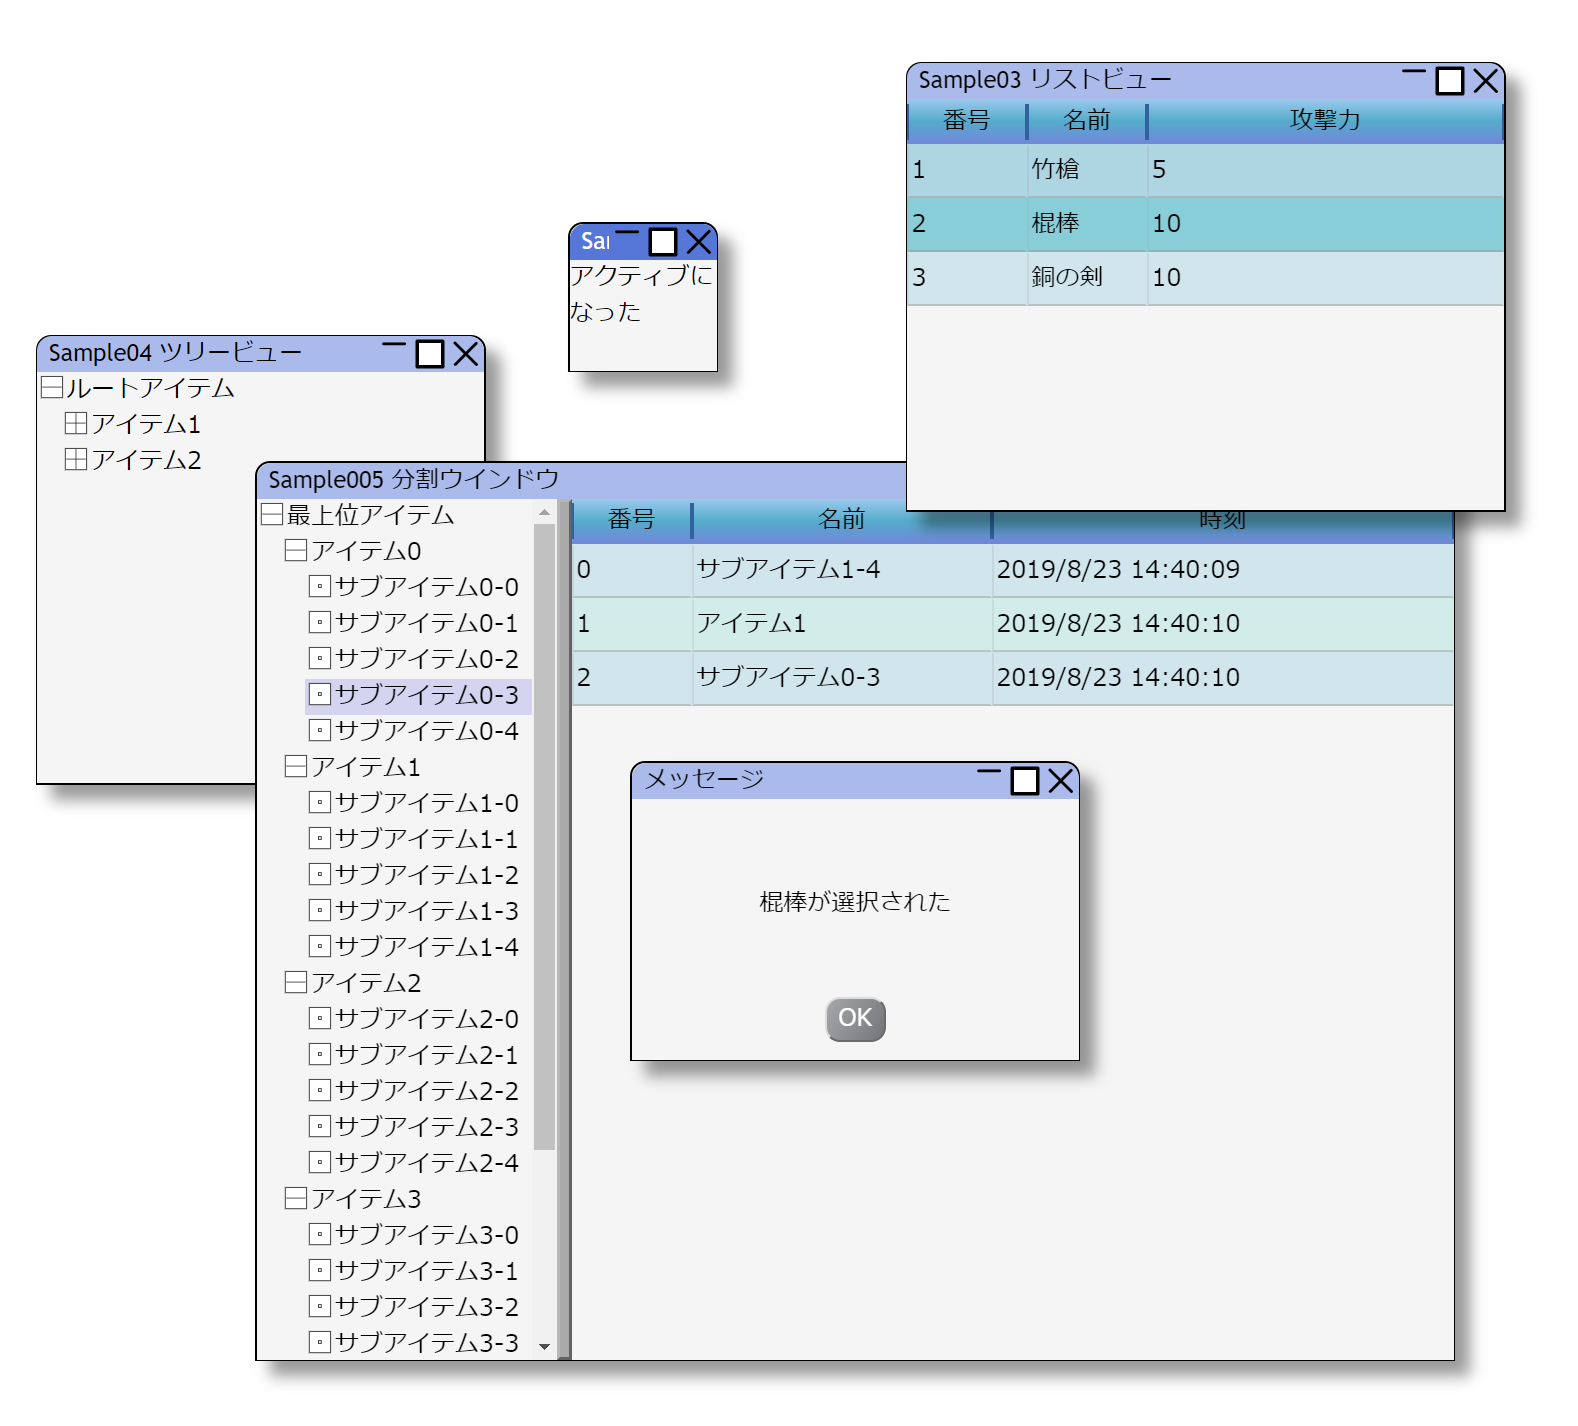 Sample03 リストビュー
番号 名前 攻撃力
1 竹槍 5
2 棍棒 10
3 銅の剣 10
アクティブに
なった
Sample04 ツリービュー
ルートアイテム
アイテム1
アイテム2
Sample005 分割ウインドウ
最上位アイテム
アイテム0
サブアイテム0-0
サブアイテム0-1
サブアイテム0-2
サブアイテム0-3
サブアイテム0-4
アイテム1
サブアイテム1-0
サブアイテム1-1
サブアイテム1-2
サブアイテム1-3
サブアイテム1-4
アイテム2
サブアイテム2-0
サブアイテム2-1
サブアイテム2-2
サブアイテム2-3
サブアイテム2-4
アイテム3
サブアイテム3-0
サブアイテム3-1
サブアイテム3-2
サブアイテム3-3
番号 名前 時刻
0 サブアイテム1-4 2019/8/23 14:40:09
1 アイテム1 2019/8/23 14:40:10
2 サブアイテム0-3 2019/8/23 14:40:10
メッセージ
棍棒が選択された
OK